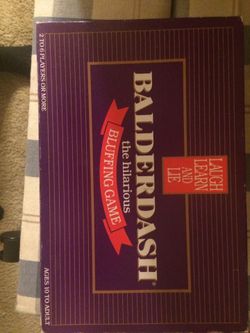 2 TO 6 PLAYERS OR MORE
LAUGH
LEARN
AND
LIE
BALDERDASH®
the hilarious
BLUFFING GAME
AGES 10 TO ADULT